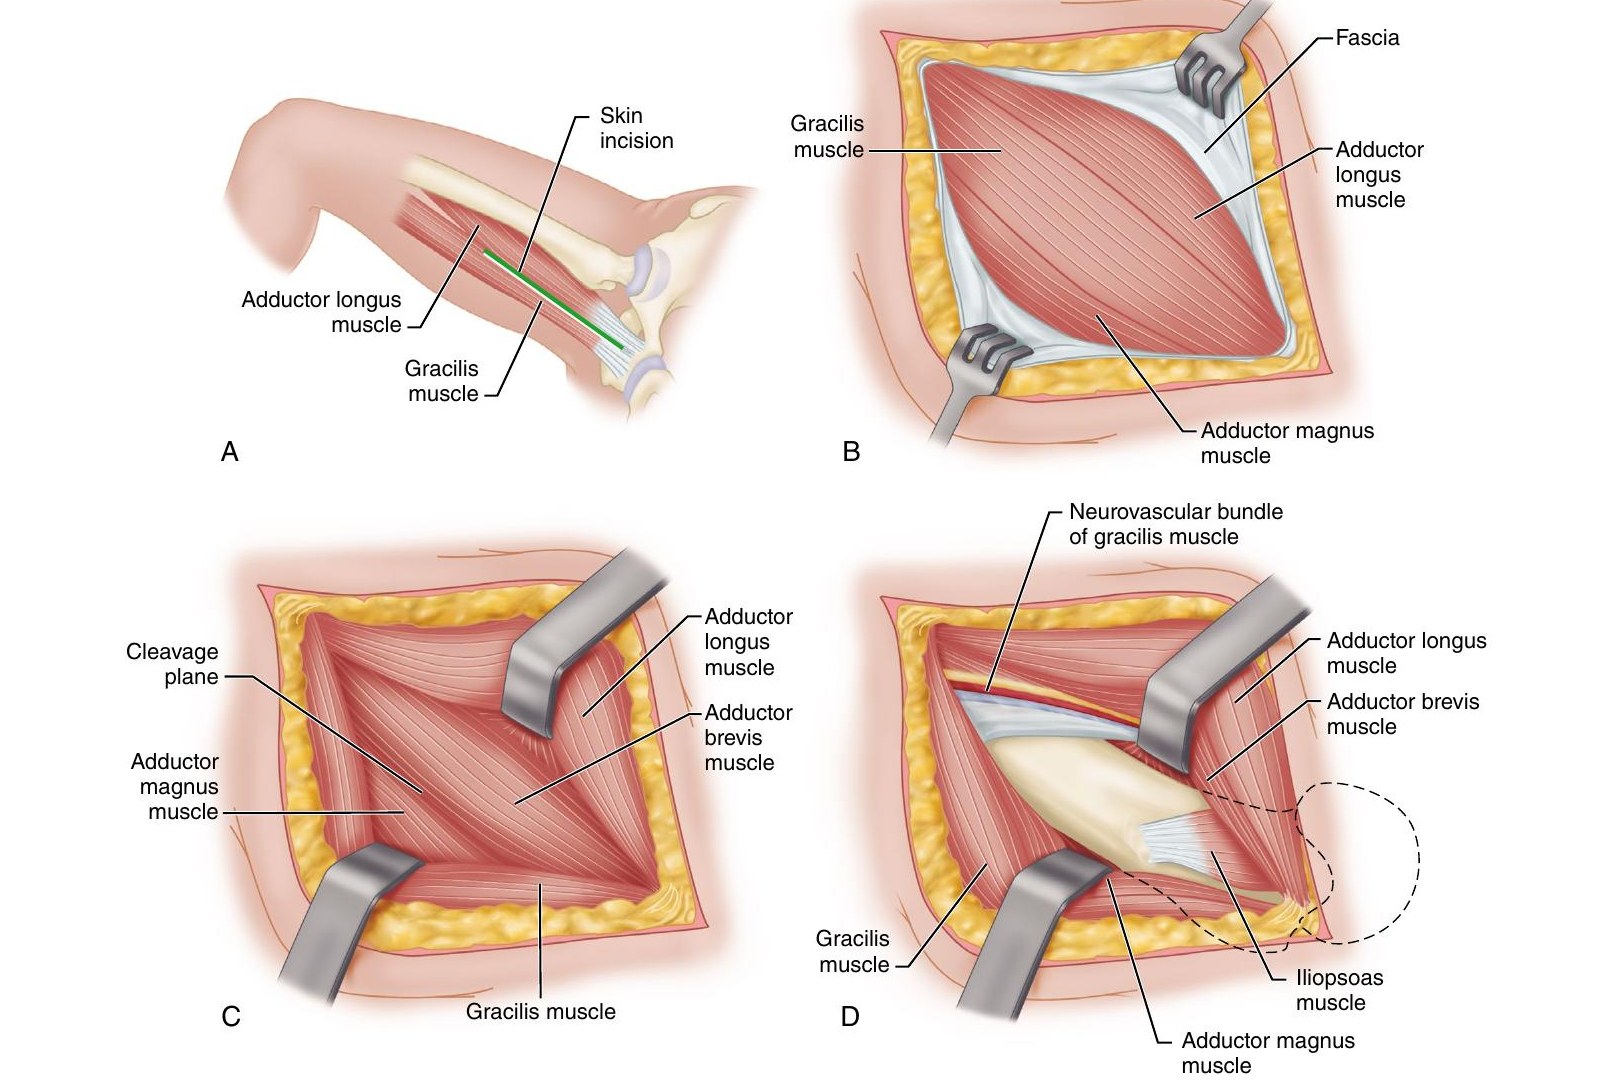 Skin
incision
Adductor longus
muscle
Gracilis
muscle
A
Fascia
Gracilis
muscle
Adductor
longus
muscle
Adductor magnus
muscle
B
Cleavage
plane
Adductor
magnus
muscle
Adductor
longus
muscle
Adductor
brevis
muscle
Gracilis muscle
C
Neurovascular bundle
of gracilis muscle
Adductor longus
muscle
Adductor brevis
muscle
Gracilis
muscle
Iliopsoas
muscle
Adductor magnus
muscle
D